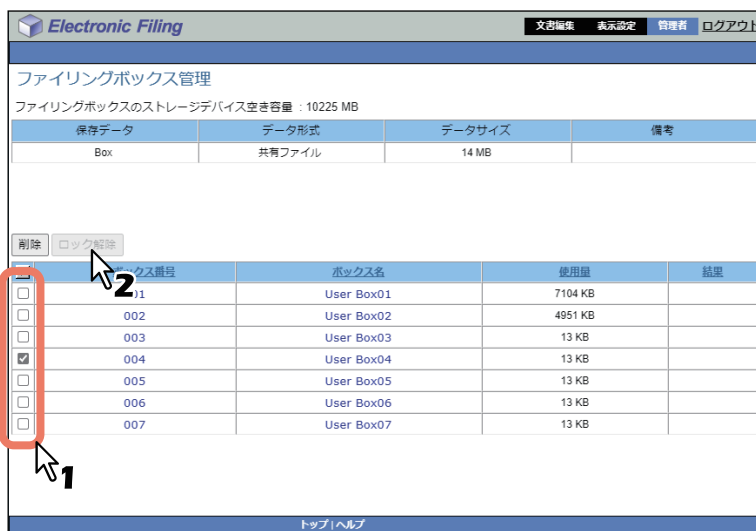 Electronic Filing 文書編集 表示設定 管理者 ログアウト
ファイリングボックス管理
ファイリングボックスのストレージデバイス空き容量 : 10225 MB
保存データ データ形式 データサイズ 備考
Box 共有ファイル 14 MB
削除 ロック解除
ボックス番号 ボックス名 使用量 結果
2
01 User Box01 7104 KB
002 User Box02 4951 KB
003 User Box03 13 KB
004 User Box04 13 KB
005 User Box05 13 KB
006 User Box06 13 KB
007 User Box07 13 KB
1
トップ | ヘルプ